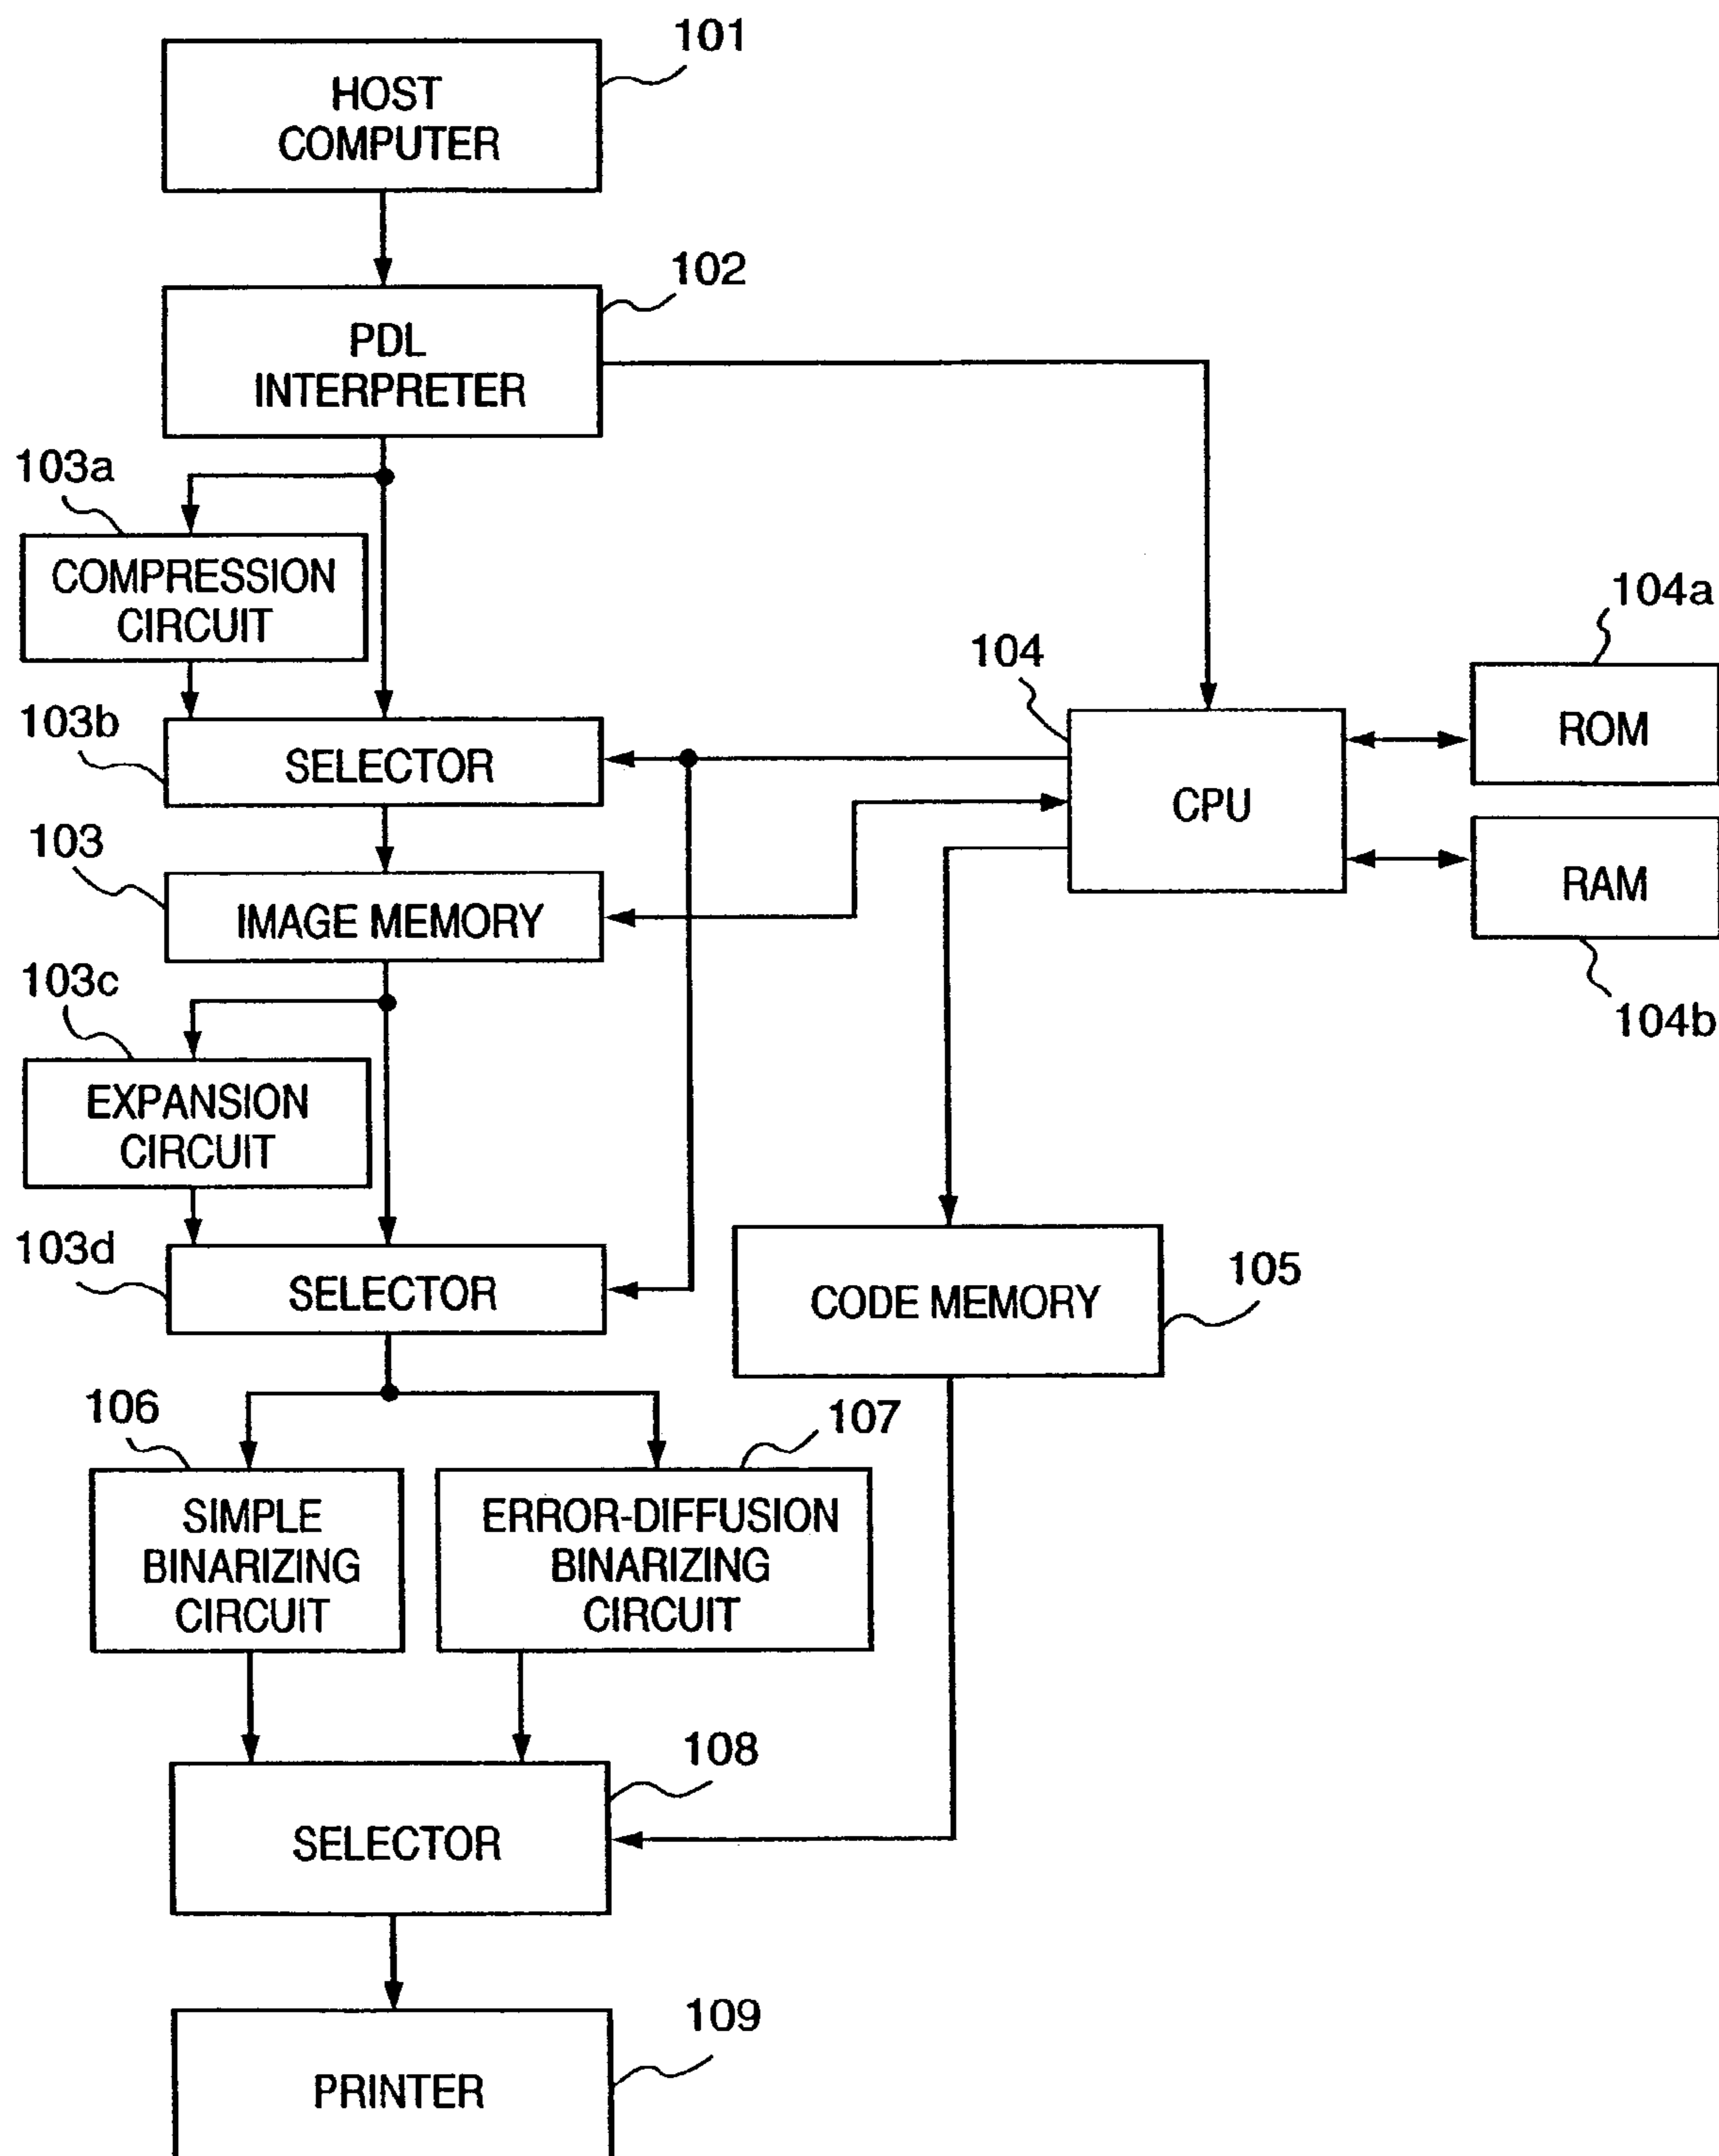 101
HOST
COMPUTER
102
PDL
INTERPRETER
103a
COMPRESSION
CIRCUIT
104a
ROM
104
CPU
103b
SELECTOR
RAM
104b
103
IMAGE MEMORY
103c
EXPANSION
CIRCUIT
103d
SELECTOR
CODE MEMORY
105
106
SIMPLE
BINARIZING
CIRCUIT
107
ERROR-DIFFUSION
BINARIZING
CIRCUIT
108
SELECTOR
109
PRINTER